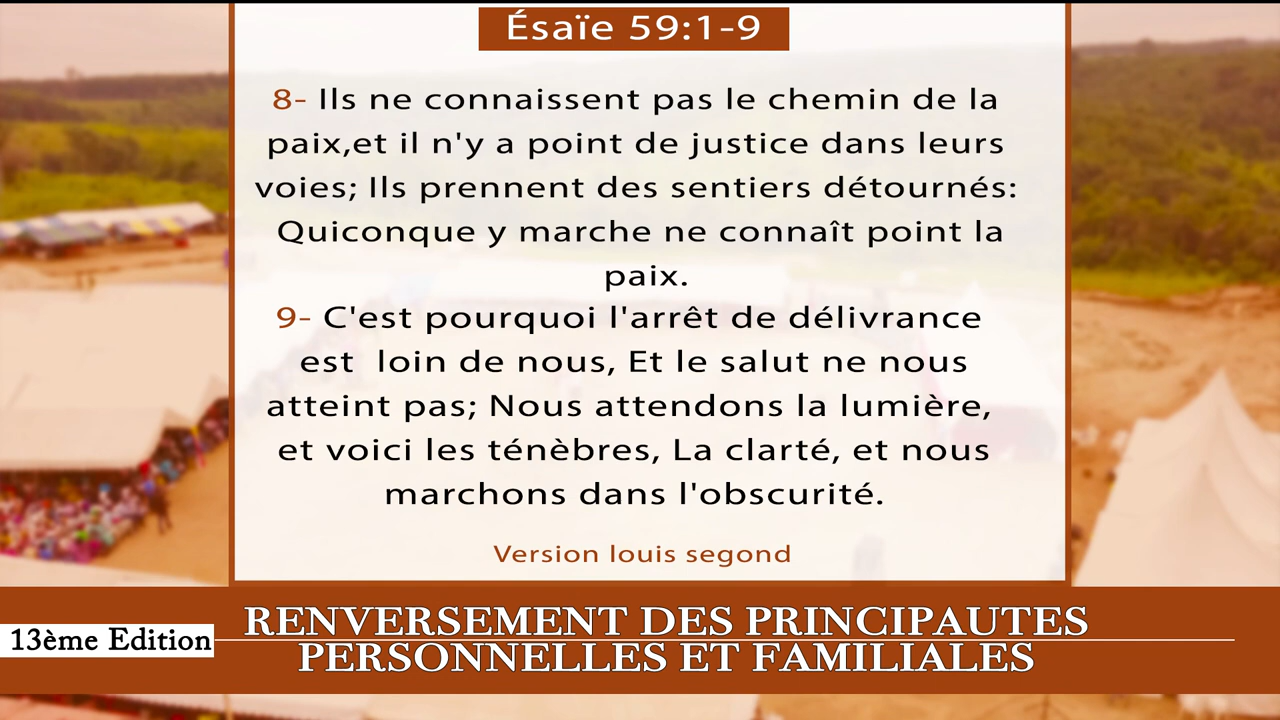 Ésaïe 59:1-9
8- Ils ne connaissent pas le chemin de la
paix,et il n'y a point de justice dans leurs
voies; Ils prennent des sentiers détournés:
Quiconque y marche ne connaît point la
paix.
9- C'est pourquoi l'arrêt de délivrance
est loin de nous, Et le salut ne nous
atteint pas; Nous attendons la lumière,
et voici les ténèbres, La clarté, et nous
marchons dans l'obscurité.
Version louis segond
13ème Edition
RENVERSEMENT DES PRINCIPAUTES
PERSONNELLES ET FAMILIALES